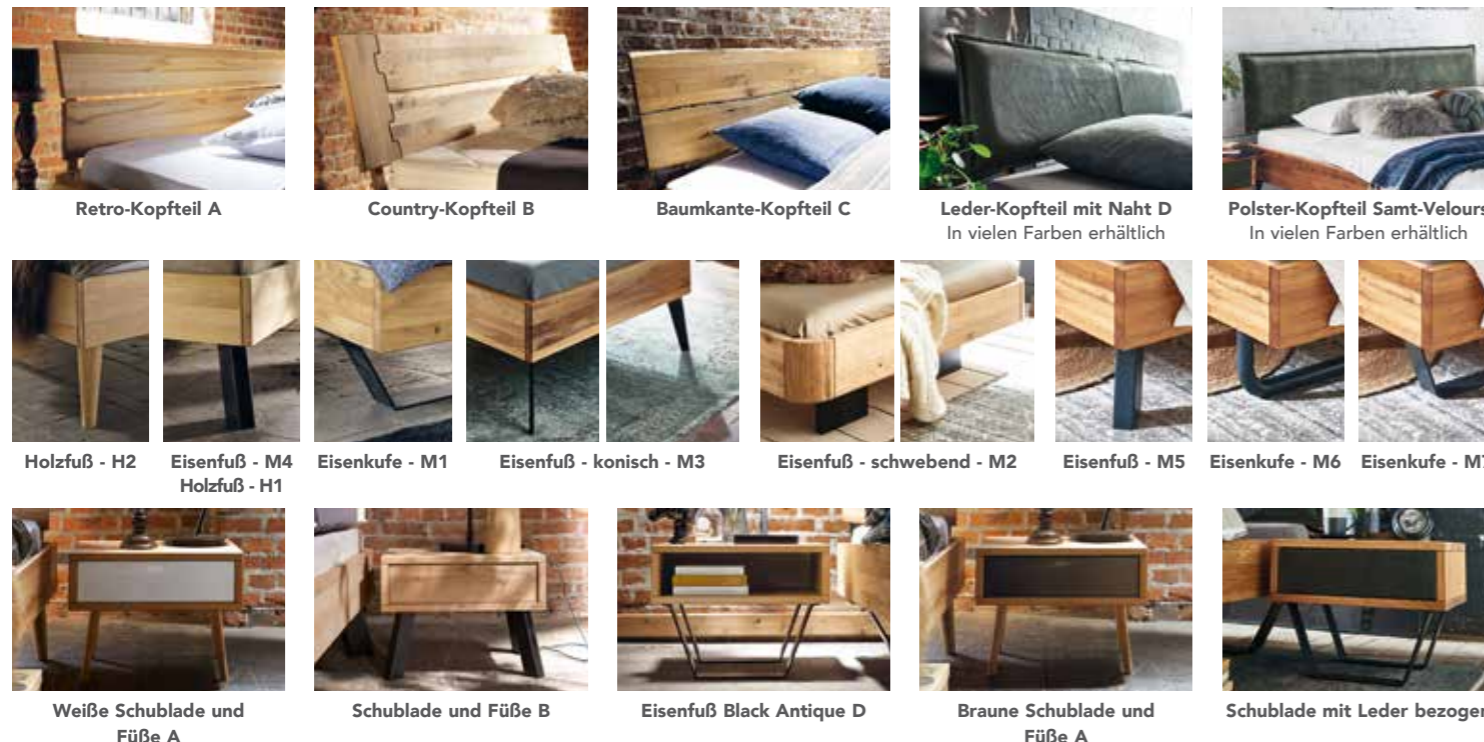 Retro-Kopfteil A
Country-Kopfteil B
Baumkante-Kopfteil C
Leder-Kopfteil mit Naht D
In vielen Farben erhältlich
Polster-Kopfteil Samt-Velours
In vielen Farben erhältlich
Holzfuß - H2
Eisenfuß - M4
Holzfuß - H1
Eisenkufe - M1
Eisenfuß - konisch - M3
Eisenfuß - schwebend - M2
Eisenfuß - M5
Eisenkufe - M6
Eisenkufe - M7
Weiße Schublade und
Füße A
Schublade und Füße B
Eisenfuß Black Antique D
Braune Schublade und
Füße A
Schublade mit Leder bezogen